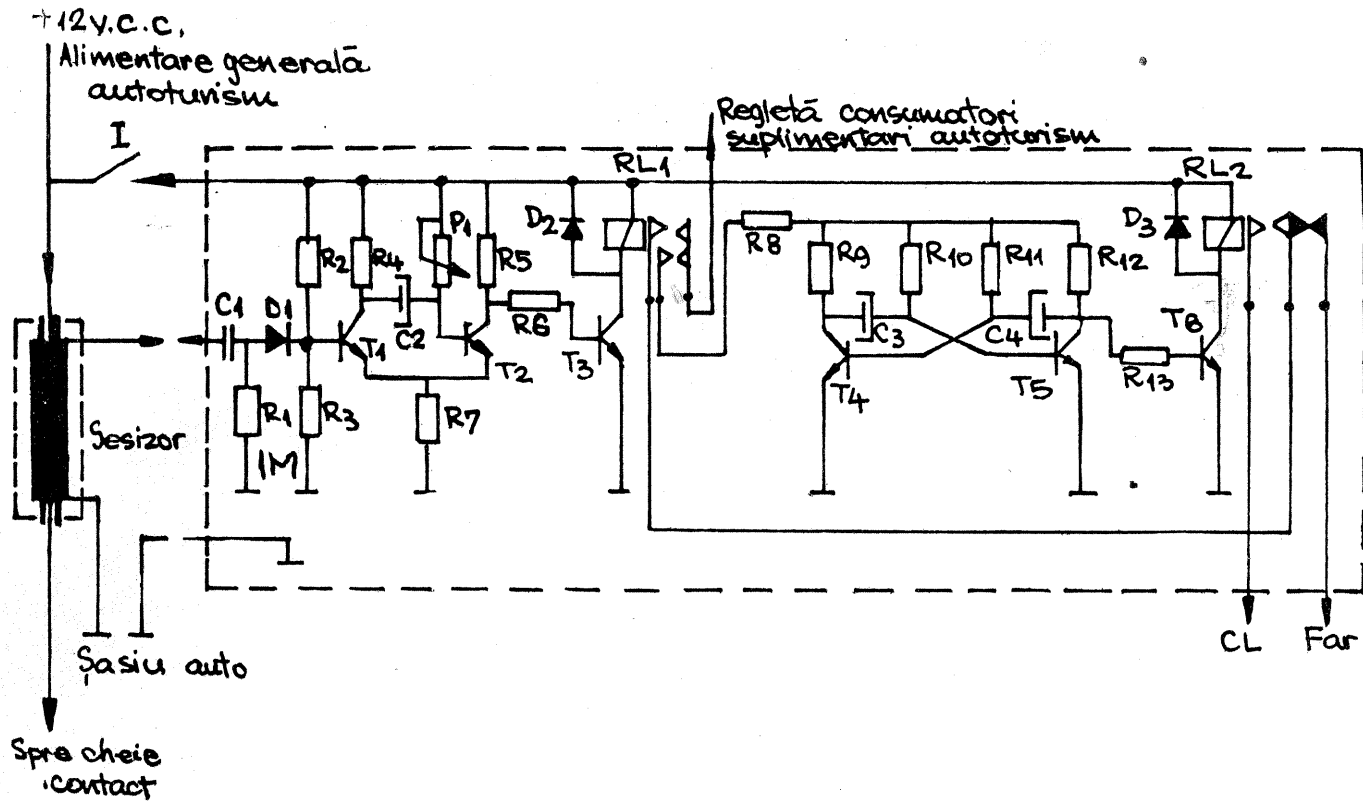 +12V.C.C.
Alimentare generală
autoturism
I
Regletă consumatori
suplimentari autoturism
RL1
RL2
D2
D3
P1
R2
R4
R5
R8
R9
R10
R11
R12
C1
D1
C2
R6
C3
C4
T1
T2
T3
T4
T5
T6
R13
R1
R3
R7
1M
Sesizor
Șasiu auto
CL
Far
Spre cheie
contact